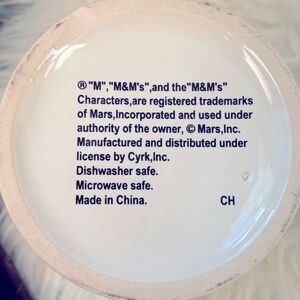 ® "M","M&M's",and the"M&M's"
Characters,are registered trademarks
of Mars,Incorporated and used under
authority of the owner, © Mars,Inc.
Manufactured and distributed under
license by Cyrk,Inc.
Dishwasher safe.
Microwave safe.
Made in China. CH